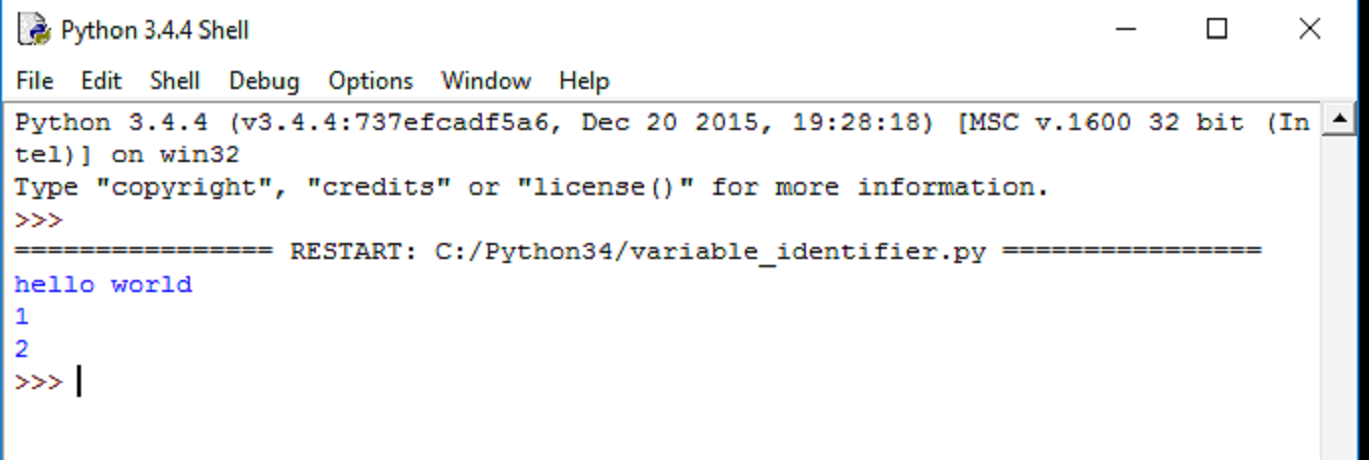 Python 3.4.4 Shell
File Edit Shell Debug Options Window Help
Python 3.4.4 (v3.4.4:737efcadf5a6, Dec 20 2015, 19:28:18) [MSC v.1600 32 bit (In
tel)] on win32
Type "copyright", "credits" or "license()" for more information.
>>>
================ RESTART: C:/Python34/variable_identifier.py ================
hello world
1
2
>>>